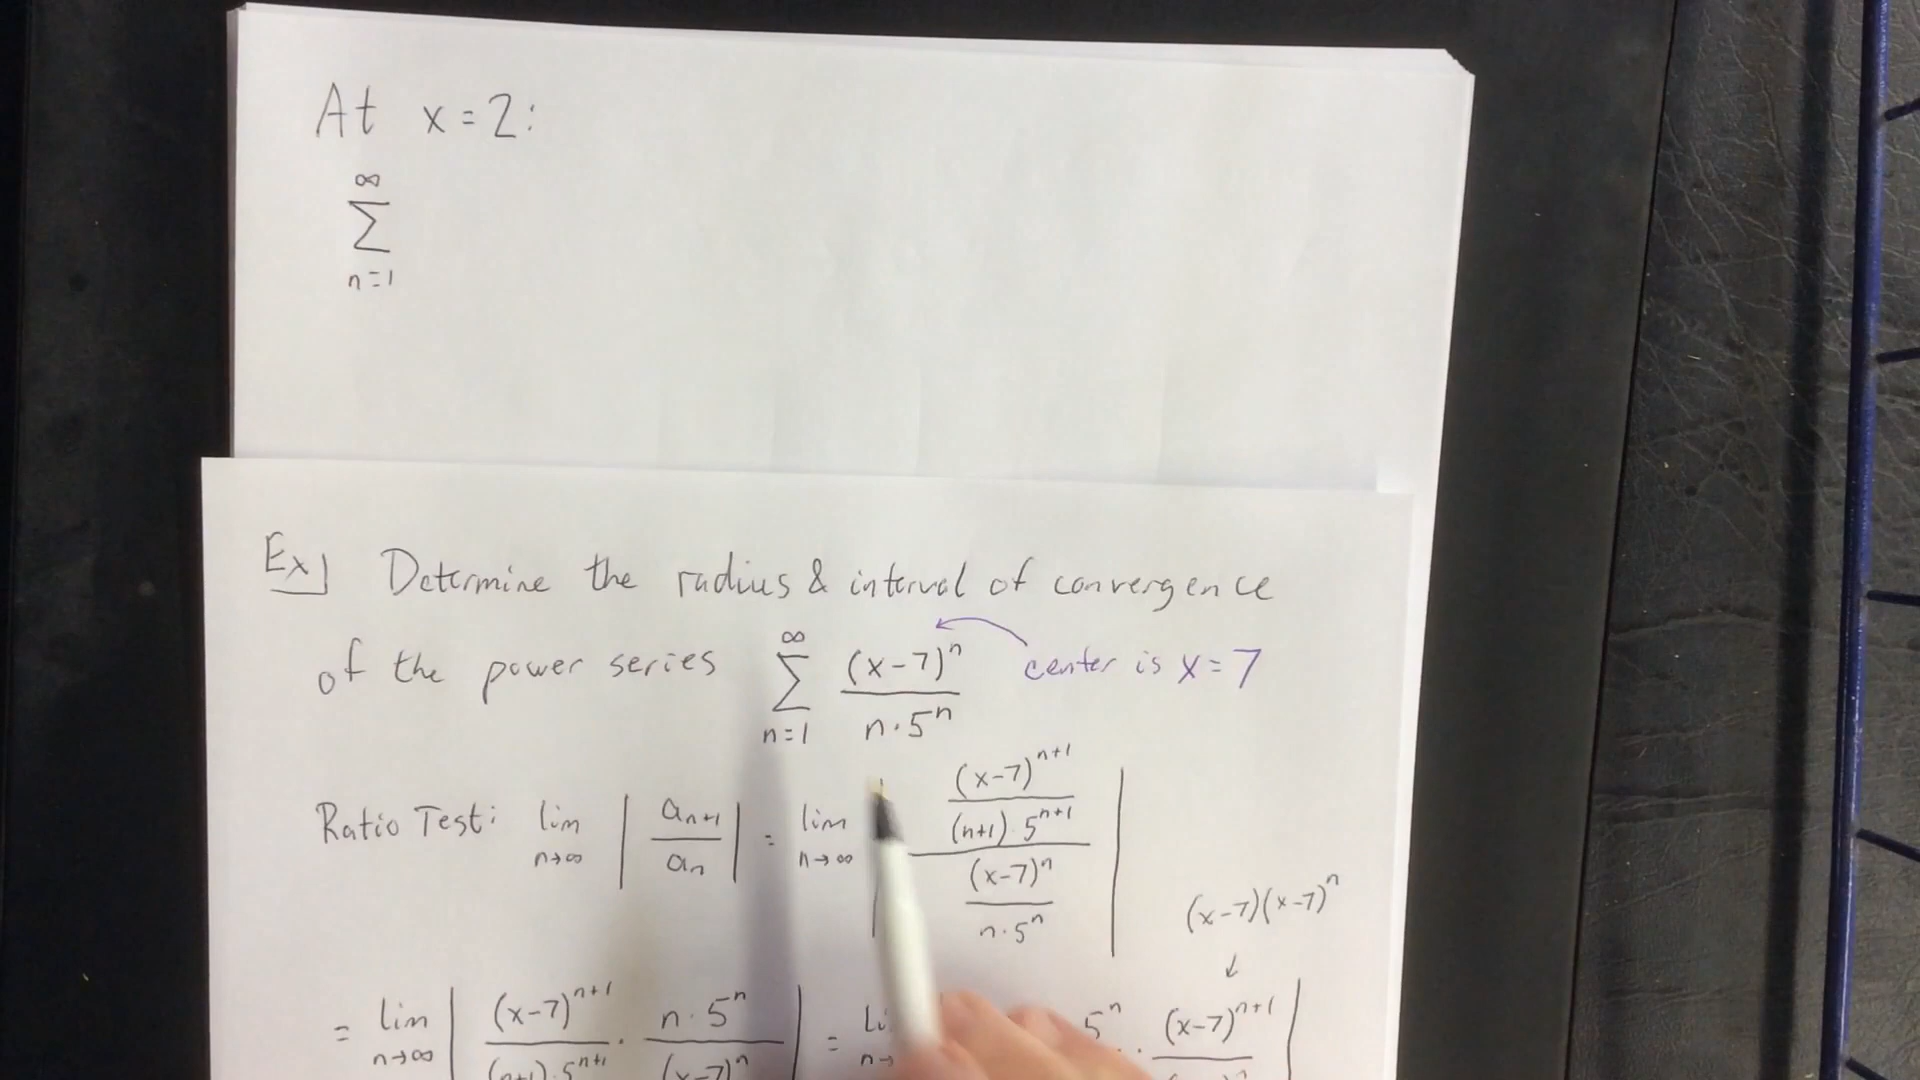 At x = 2:
∞
Σ
n=1
Ex] Determine the radius & interval of convergence
of the power series ∞ Σ n=1 (x-7)^n / n·5^n center is x = 7
Ratio Test: lim n→∞ | a_{n+1} / a_n | = lim n→∞ | ((x-7)^{n+1} / (n+1)·5^{n+1}) / ((x-7)^n / n·5^n) |
(x-7)(x-7)^n
↓
= lim n→∞ | (x-7)^{n+1} / (n+1)·5^{n+1} · n·5^n / (x-7)^n | = 5^n · (x-7)^{n+1} |